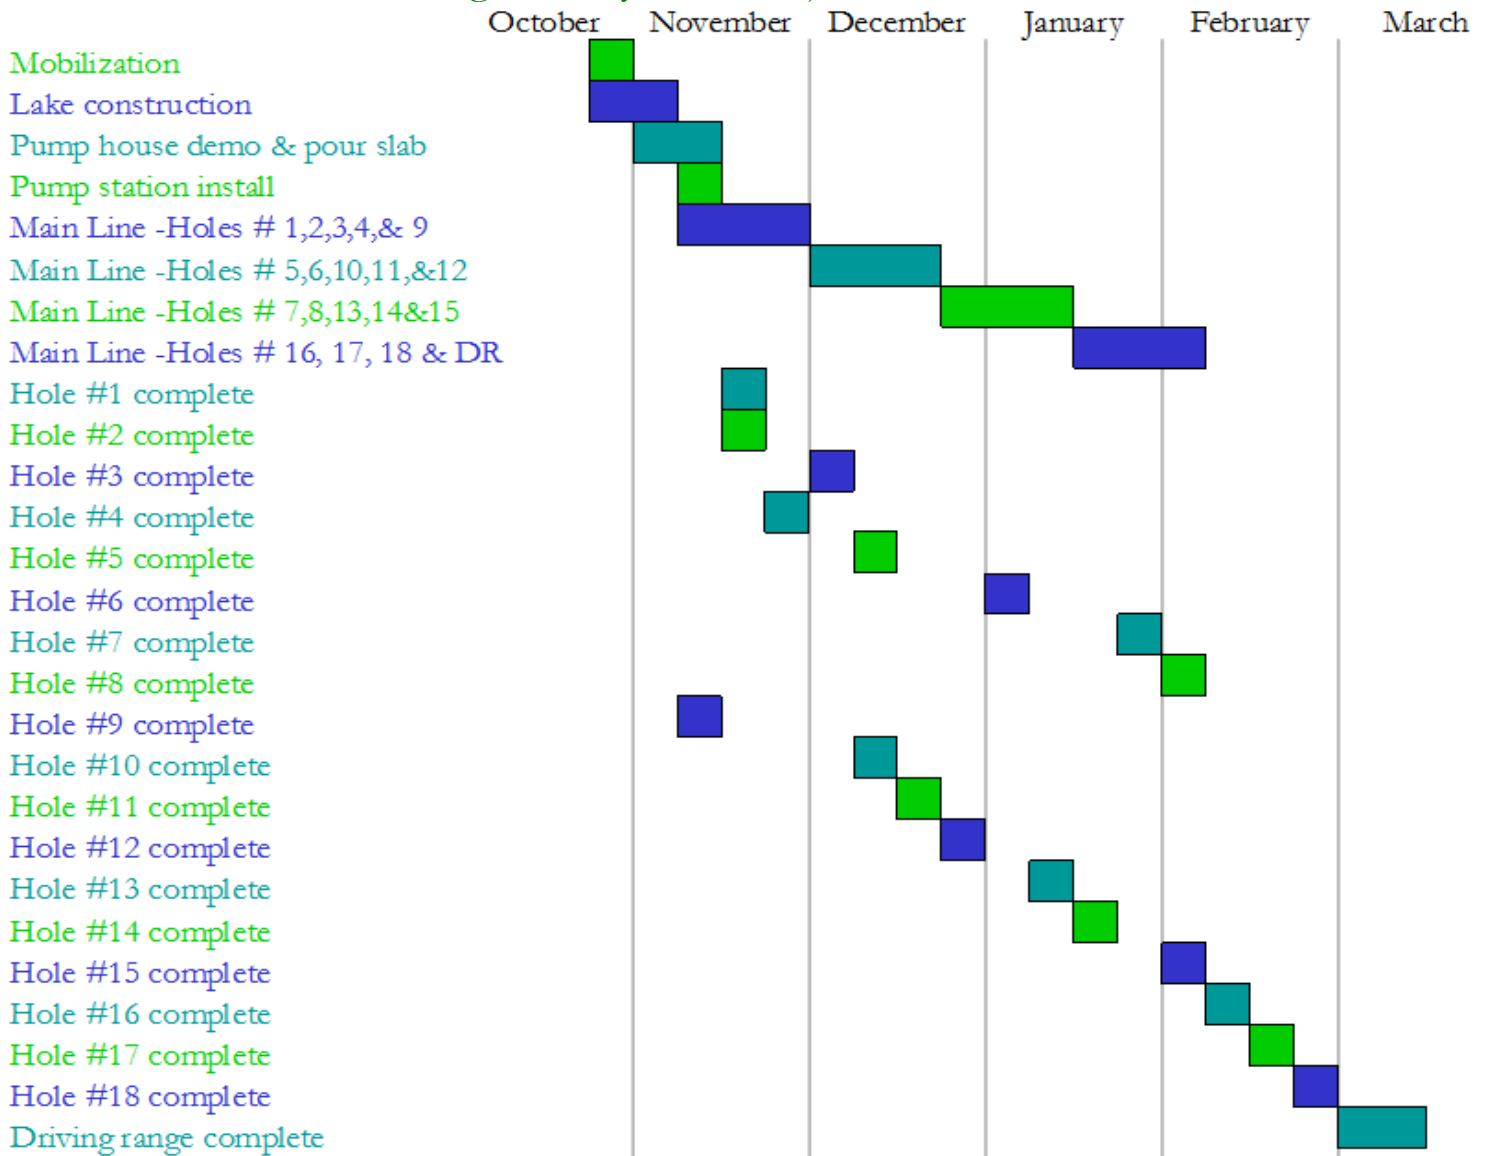 October November December January February March
Mobilization
Lake construction
Pump house demo & pour slab
Pump station install
Main Line -Holes # 1,2,3,4,& 9
Main Line -Holes # 5,6,10,11,&12
Main Line -Holes # 7,8,13,14&15
Main Line -Holes # 16, 17, 18 & DR
Hole #1 complete
Hole #2 complete
Hole #3 complete
Hole #4 complete
Hole #5 complete
Hole #6 complete
Hole #7 complete
Hole #8 complete
Hole #9 complete
Hole #10 complete
Hole #11 complete
Hole #12 complete
Hole #13 complete
Hole #14 complete
Hole #15 complete
Hole #16 complete
Hole #17 complete
Hole #18 complete
Driving range complete